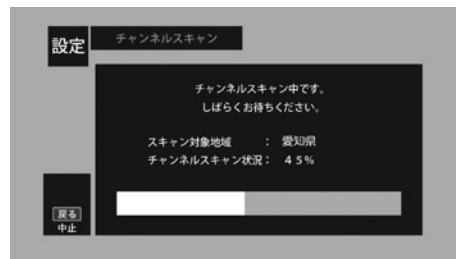 設定
チャンネルスキャン
チャンネルスキャン中です。
しばらくお待ちください。
スキャン対象地域　：　愛知県
チャンネルスキャン状況：　４５％
戻る
中止